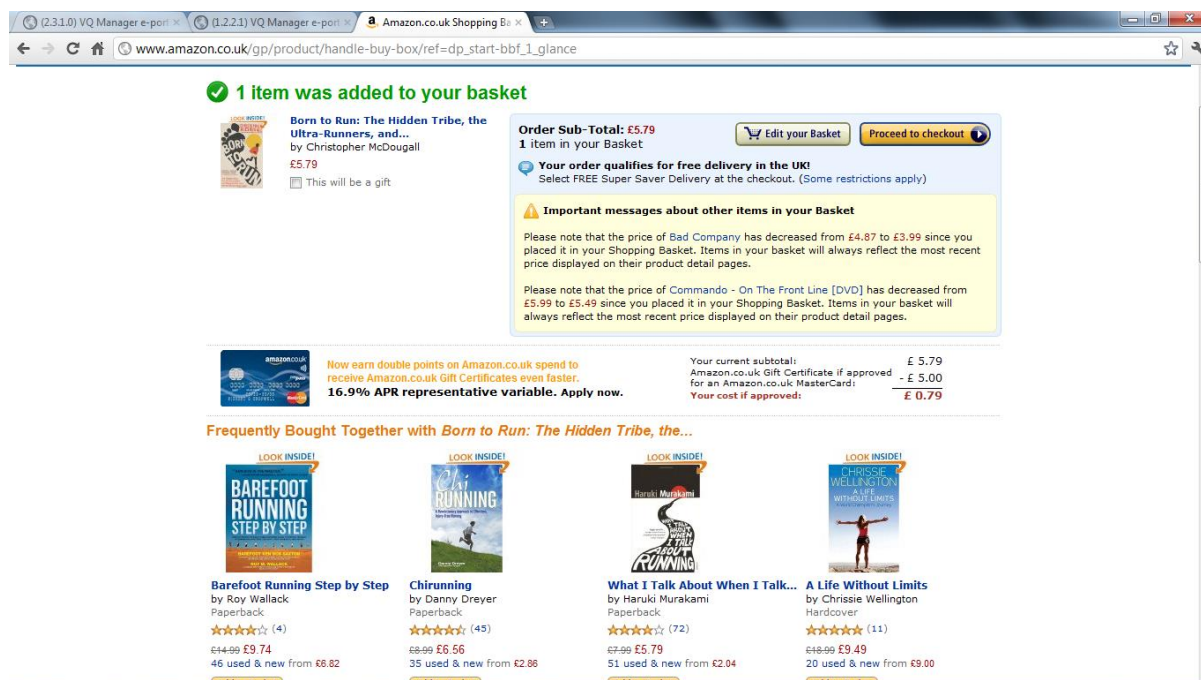 (2.3.1.0) VQ Manager e-port
(1.2.2.1) VQ Manager e-port
Amazon.co.uk Shopping Ba
www.amazon.co.uk/gp/product/handle-buy-box/ref=dp_start-bbf_1_glance
1 item was added to your basket
LOOK INSIDE!
BORN TO RUN
Born to Run: The Hidden Tribe, the
Ultra-Runners, and...
by Christopher McDougall
£5.79
This will be a gift
Order Sub-Total: £5.79
1 item in your Basket
Edit your Basket
Proceed to checkout
Your order qualifies for free delivery in the UK!
Select FREE Super Saver Delivery at the checkout. (Some restrictions apply)
Important messages about other items in your Basket
Please note that the price of Bad Company has decreased from £4.87 to £3.99 since you
placed it in your Shopping Basket. Items in your basket will always reflect the most recent
price displayed on their product detail pages.
Please note that the price of Commando - On The Front Line [DVD] has decreased from
£5.99 to £5.49 since you placed it in your Shopping Basket. Items in your basket will
always reflect the most recent price displayed on their product detail pages.
amazon.co.uk
Now earn double points on Amazon.co.uk spend to
receive Amazon.co.uk Gift Certificates even faster.
16.9% APR representative variable. Apply now.
Your current subtotal: £ 5.79
Amazon.co.uk Gift Certificate if approved
for an Amazon.co.uk MasterCard: - £ 5.00
Your cost if approved: £ 0.79
Frequently Bought Together with Born to Run: The Hidden Tribe, the...
LOOK INSIDE!
BAREFOOT
RUNNING
STEP BY STEP
Barefoot Running Step by Step
by Roy Wallack
Paperback
(4)
£14.99 £9.74
46 used & new from £6.82
LOOK INSIDE!
Chi
RUNNING
Chirunning
by Danny Dreyer
Paperback
(45)
£8.99 £6.56
35 used & new from £2.86
LOOK INSIDE!
Haruki Murakami
WHAT
I TALK
ABOUT
WHEN
I TALK
ABOUT
RUNNING
What I Talk About When I Talk...
by Haruki Murakami
Paperback
(72)
£7.99 £5.79
51 used & new from £2.04
LOOK INSIDE!
CHRISSIE
WELLINGTON
A LIFE
WITHOUT LIMITS
A Life Without Limits
by Chrissie Wellington
Hardcover
(11)
£18.99 £9.49
20 used & new from £9.00